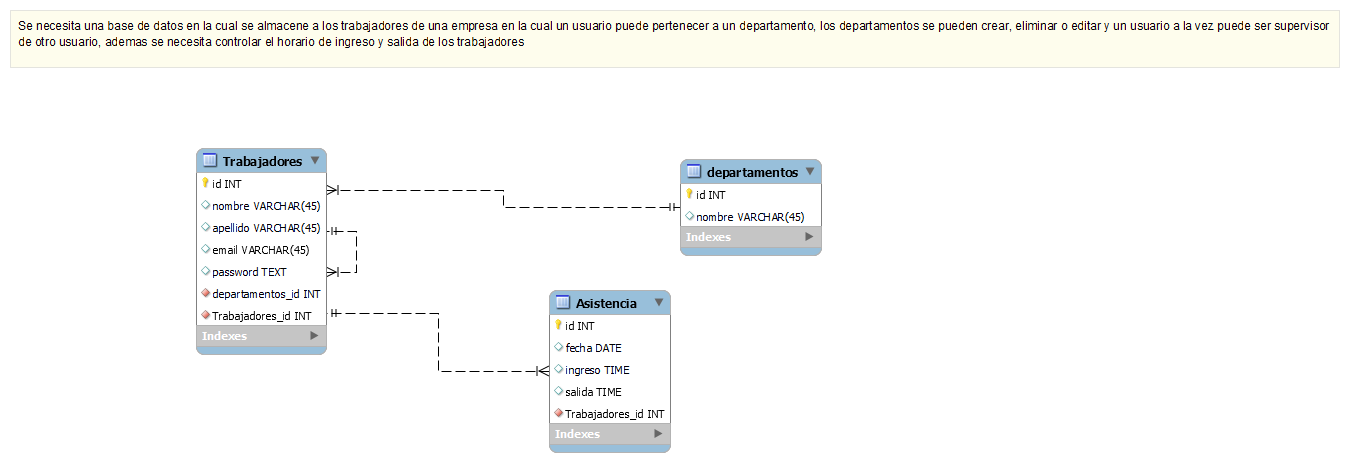 Se necesita una base de datos en la cual se almacene a los trabajadores de una empresa en la cual un usuario puede pertenecer a un departamento, los departamentos se pueden crear, eliminar o editar y un usuario a la vez puede ser supervisor
de otro usuario, ademas se necesita controlar el horario de ingreso y salida de los trabajadores
Trabajadores
id INT
nombre VARCHAR(45)
apellido VARCHAR(45)
email VARCHAR(45)
password TEXT
departamentos_id INT
Trabajadores_id INT
Indexes
departamentos
id INT
nombre VARCHAR(45)
Indexes
Asistencia
id INT
fecha DATE
ingreso TIME
salida TIME
Trabajadores_id INT
Indexes